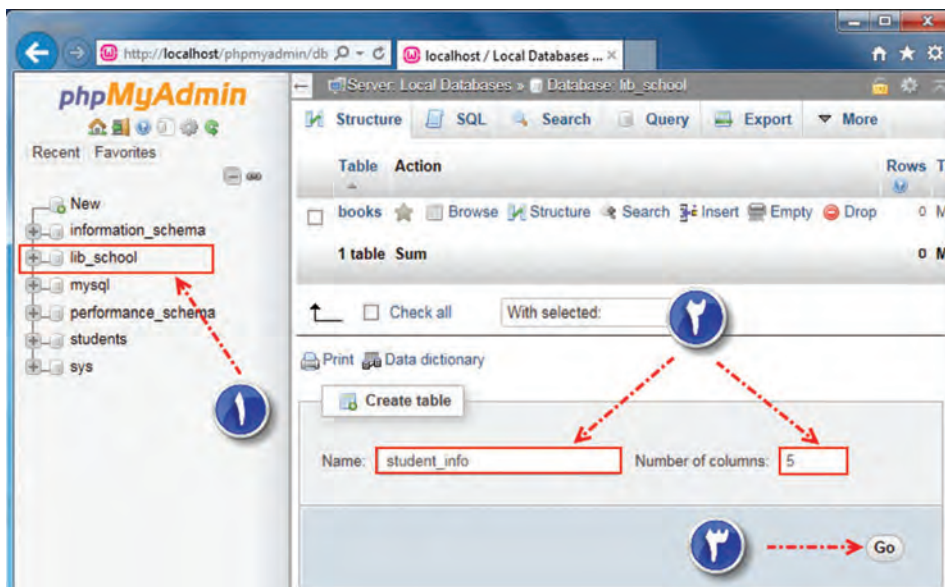 http://localhost/phpmyadmin/db
localhost / Local Databases ...
phpMyAdmin
Recent Favorites
New
information_schema
lib_school
mysql
performance_schema
students
sys
١
Server: Local Databases » Database: lib_school
Structure SQL Search Query Export More
Table Action Rows T
books Browse Structure Search Insert Empty Drop 0 M
1 table Sum 0 M
Check all With selected:
٢
Print Data dictionary
Create table
Name: student_info Number of columns: 5
٣ Go